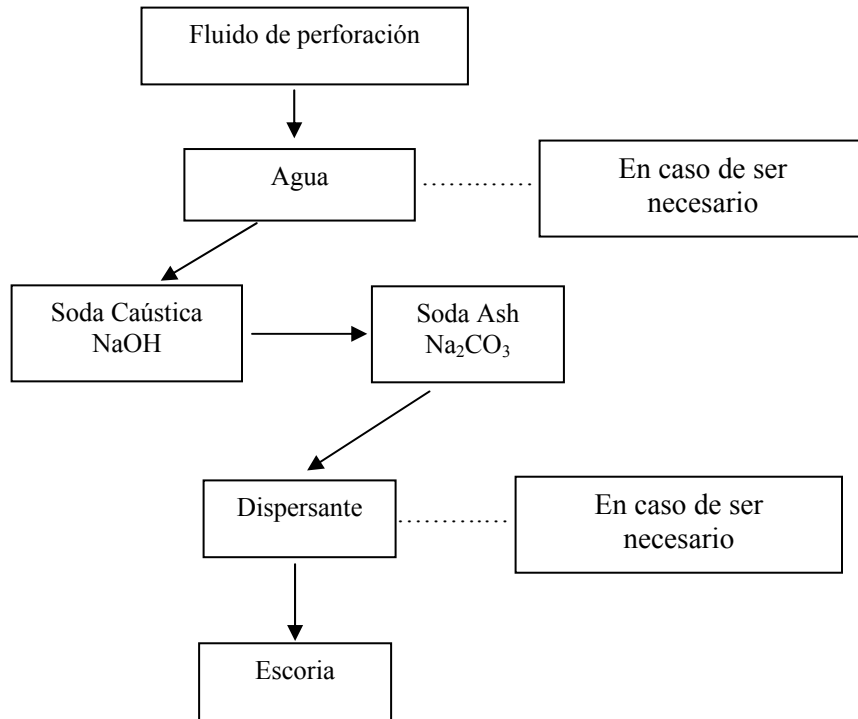 Fluido de perforación
Agua
En caso de ser
necesario
Soda Caústica
NaOH
Soda Ash
Na₂CO₃
Dispersante
En caso de ser
necesario
Escoria